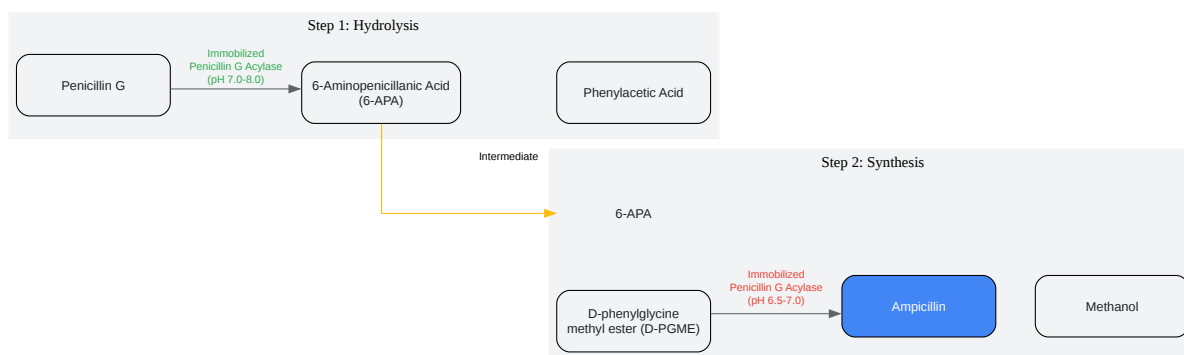 Step 1: Hydrolysis
Penicillin G
Immobilized
Penicillin G Acylase
(pH 7.0-8.0)
6-Aminopenicillanic Acid
(6-APA)
Phenylacetic Acid
Intermediate
Step 2: Synthesis
6-APA
D-phenylglycine
methyl ester (D-PGME)
Immobilized
Penicillin G Acylase
(pH 6.5-7.0)
Ampicillin
Methanol